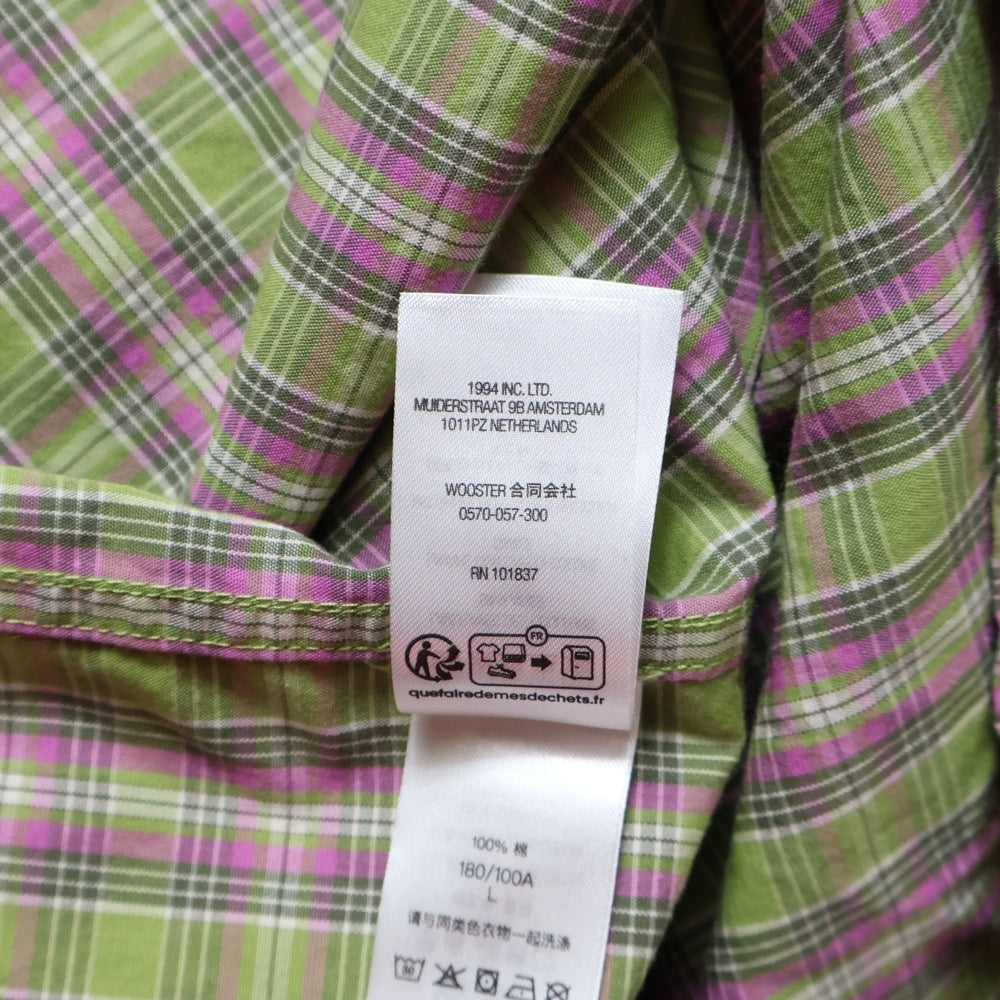 1994 INC. LTD.
MUIDERSTRAAT 9B AMSTERDAM
1011PZ NETHERLANDS
WOOSTER 合同会社
0570-057-300
RN 101837
FR
quefairedemesdechets.fr
100% 棉
180/100A
L
请与同类色衣物一起洗涤
30